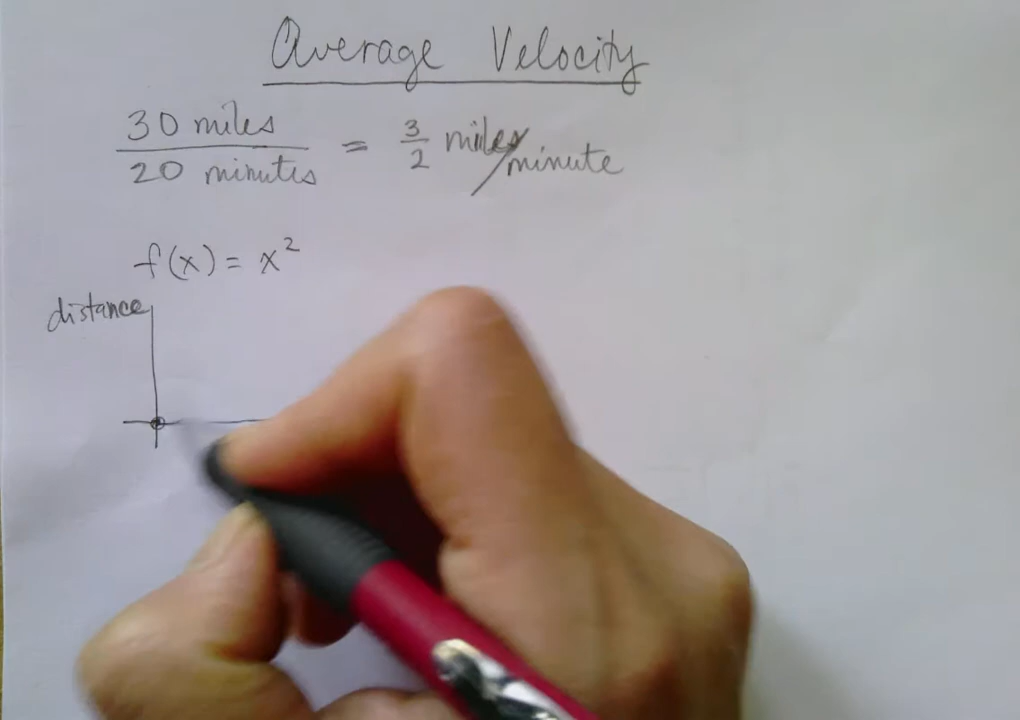 Average Velocity
30 miles
20 minutes
= 3/2 miles/minute
f(x) = x²
distance